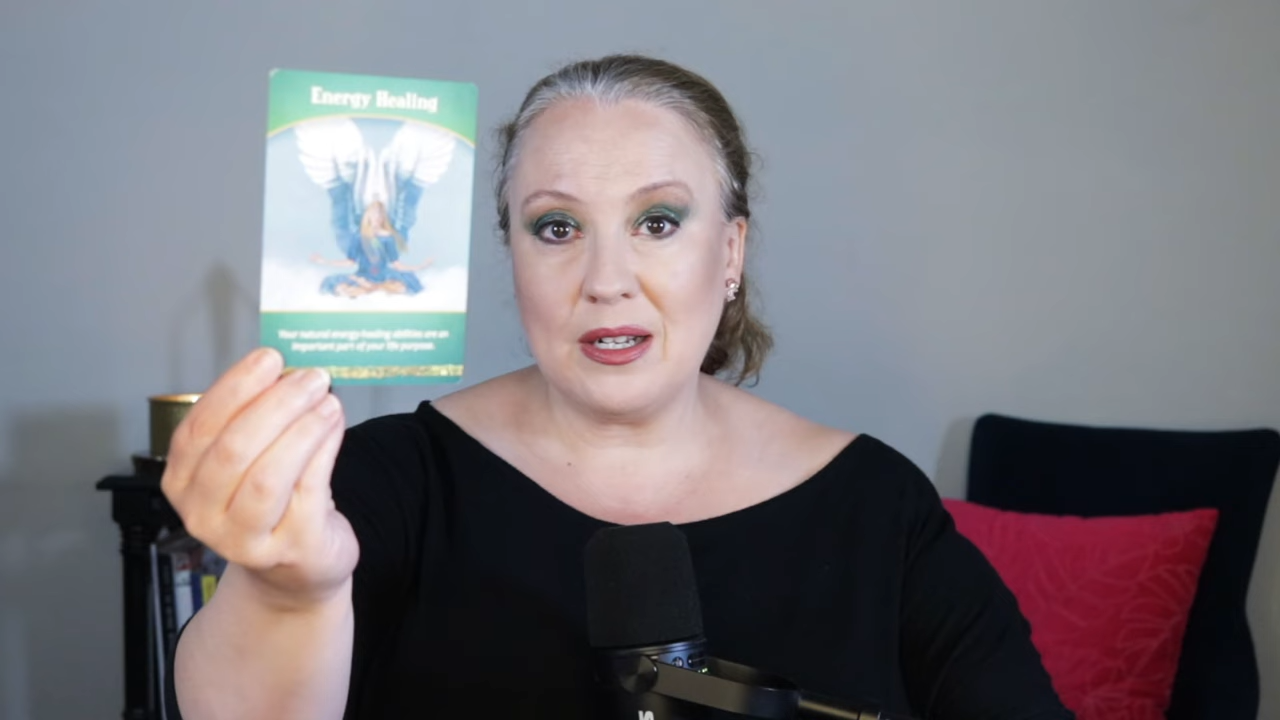 Energy Healing
Your natural energy-healing abilities are an
important part of your life purpose.